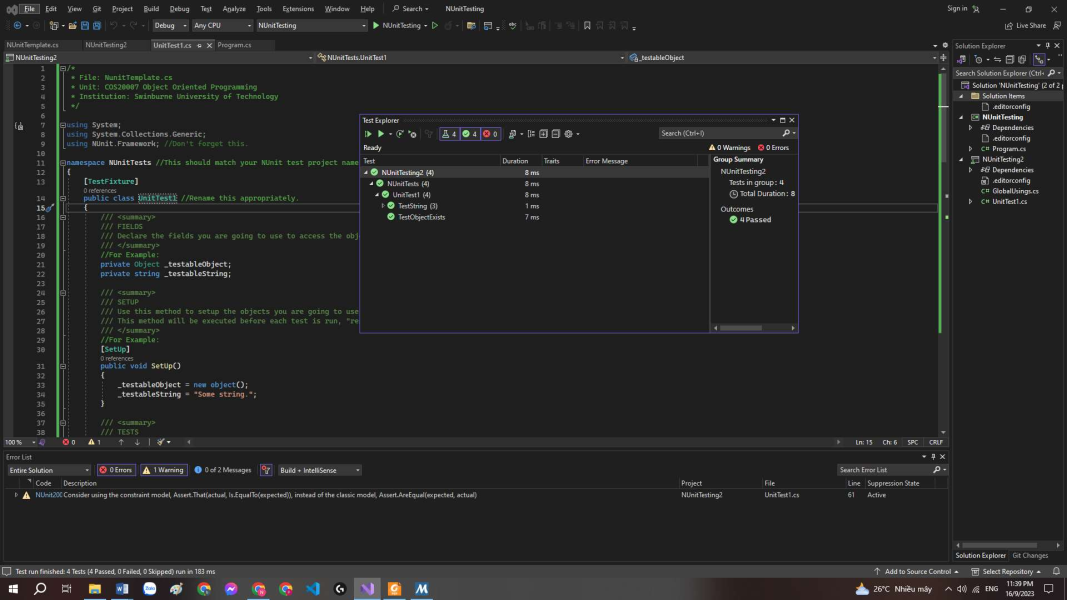 File Edit View Git Project Build Debug Test Analyze Tools Extensions Window Help Search NUnitTesting Sign in
Debug Any CPU NUnitTesting NUnitTesting Live Share
NUnitTemplate.cs NUnitTesting2 UnitTest1.cs Program.cs
NUnitTesting2 NUnitTests.UnitTest1 _testableObject
1 /*
2 * File: NunitTemplate.cs
3 * Unit: COS20007 Object Oriented Programming
4 * Institution: Swinburne University of Technology
5 */
6
7 using System;
8 using System.Collections.Generic;
9 using NUnit.Framework; //Don't forget this.
10
11 namespace NUnitTests //This should match your NUnit test project name
12 {
13 [TestFixture]
0 references
14 public class UnitTest1 //Rename this appropriately.
15 {
16 /// <summary>
17 /// FIELDS
18 /// Declare the fields you are going to use to access the obj
19 /// </summary>
20 //For Example:
21 private Object _testableObject;
22 private string _testableString;
23
24 /// <summary>
25 /// SETUP
26 /// Use this method to setup the objects you are going to use
27 /// This method will be executed before each test is run, "re
28 /// </summary>
29 //For Example:
30 [SetUp]
0 references
31 public void SetUp()
32 {
33 _testableObject = new object();
34 _testableString = "Some string.";
35 }
36
37 /// <summary>
38 /// TESTS
100 % 0 1 Ln: 15 Ch: 6 SPC CRLF
Test Explorer
4 4 0 Search (Ctrl+I)
Ready 0 Warnings 0 Errors
Test Duration Traits Error Message
NUnitTesting2 (4) 8 ms
NUnitTests (4) 8 ms
UnitTest1 (4) 8 ms
TestString (3) 1 ms
TestObjectExists 7 ms
Group Summary
NUnitTesting2
Tests in group: 4
Total Duration: 8
Outcomes
4 Passed
Solution Explorer
Search Solution Explorer (Ctrl+
Solution 'NUnitTesting' (2 of 2 p
Solution Items
.editorconfig
NUnitTesting
Dependencies
.editorconfig
Program.cs
NUnitTesting2
Dependencies
.editorconfig
GlobalUsings.cs
UnitTest1.cs
Solution Explorer Git Changes
Error List
Entire Solution 0 Errors 1 Warning 0 of 2 Messages Build + IntelliSense Search Error List
Code Description Project File Line Suppression State
NUnit200 Consider using the constraint model, Assert.That(actual, Is.EqualTo(expected)), instead of the classic model, Assert.AreEqual(expected, actual) NUnitTesting2 UnitTest1.cs 61 Active
Test run finished: 4 Tests (4 Passed, 0 Failed, 0 Skipped) run in 183 ms Add to Source Control Select Repository
26°C Nhiều mây ENG 11:39 PM
16/9/2023